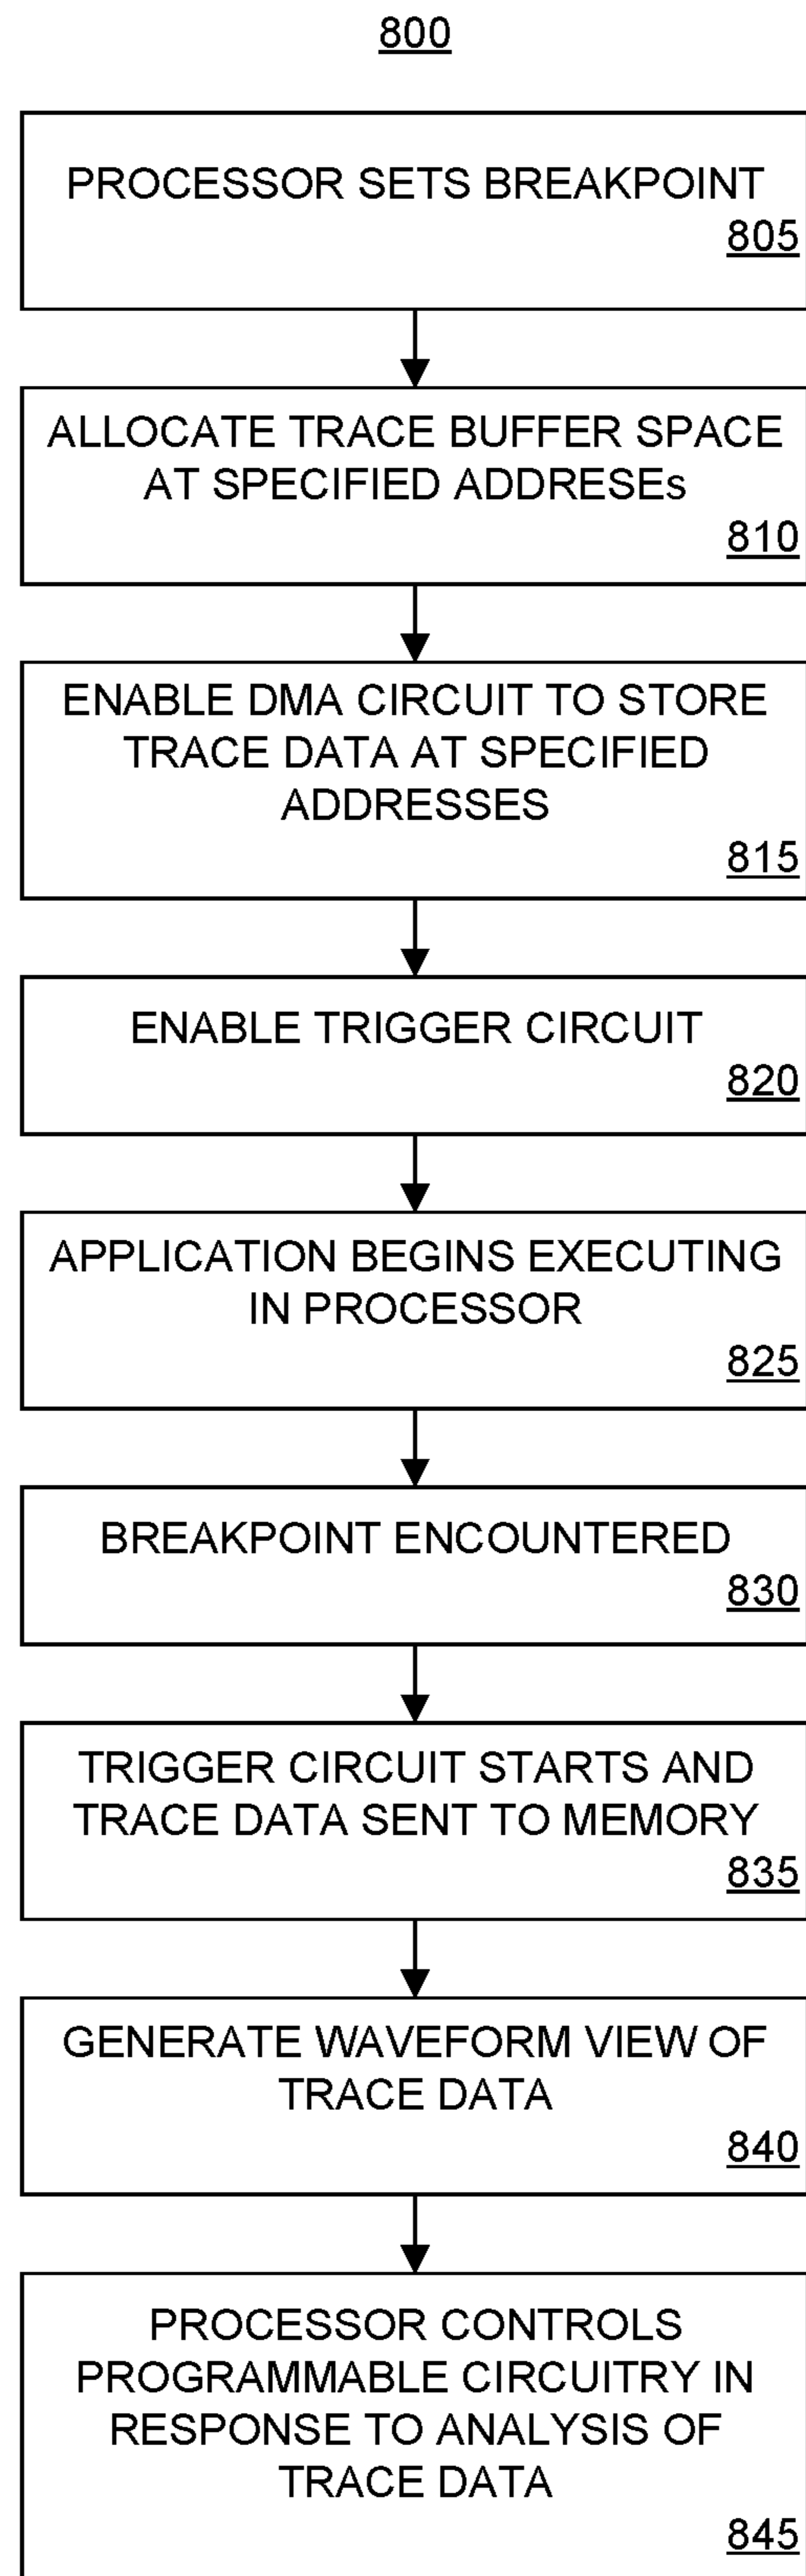 800
PROCESSOR SETS BREAKPOINT
805
ALLOCATE TRACE BUFFER SPACE
AT SPECIFIED ADDRESEs
810
ENABLE DMA CIRCUIT TO STORE
TRACE DATA AT SPECIFIED
ADDRESSES
815
ENABLE TRIGGER CIRCUIT
820
APPLICATION BEGINS EXECUTING
IN PROCESSOR
825
BREAKPOINT ENCOUNTERED
830
TRIGGER CIRCUIT STARTS AND
TRACE DATA SENT TO MEMORY
835
GENERATE WAVEFORM VIEW OF
TRACE DATA
840
PROCESSOR CONTROLS
PROGRAMMABLE CIRCUITRY IN
RESPONSE TO ANALYSIS OF
TRACE DATA
845